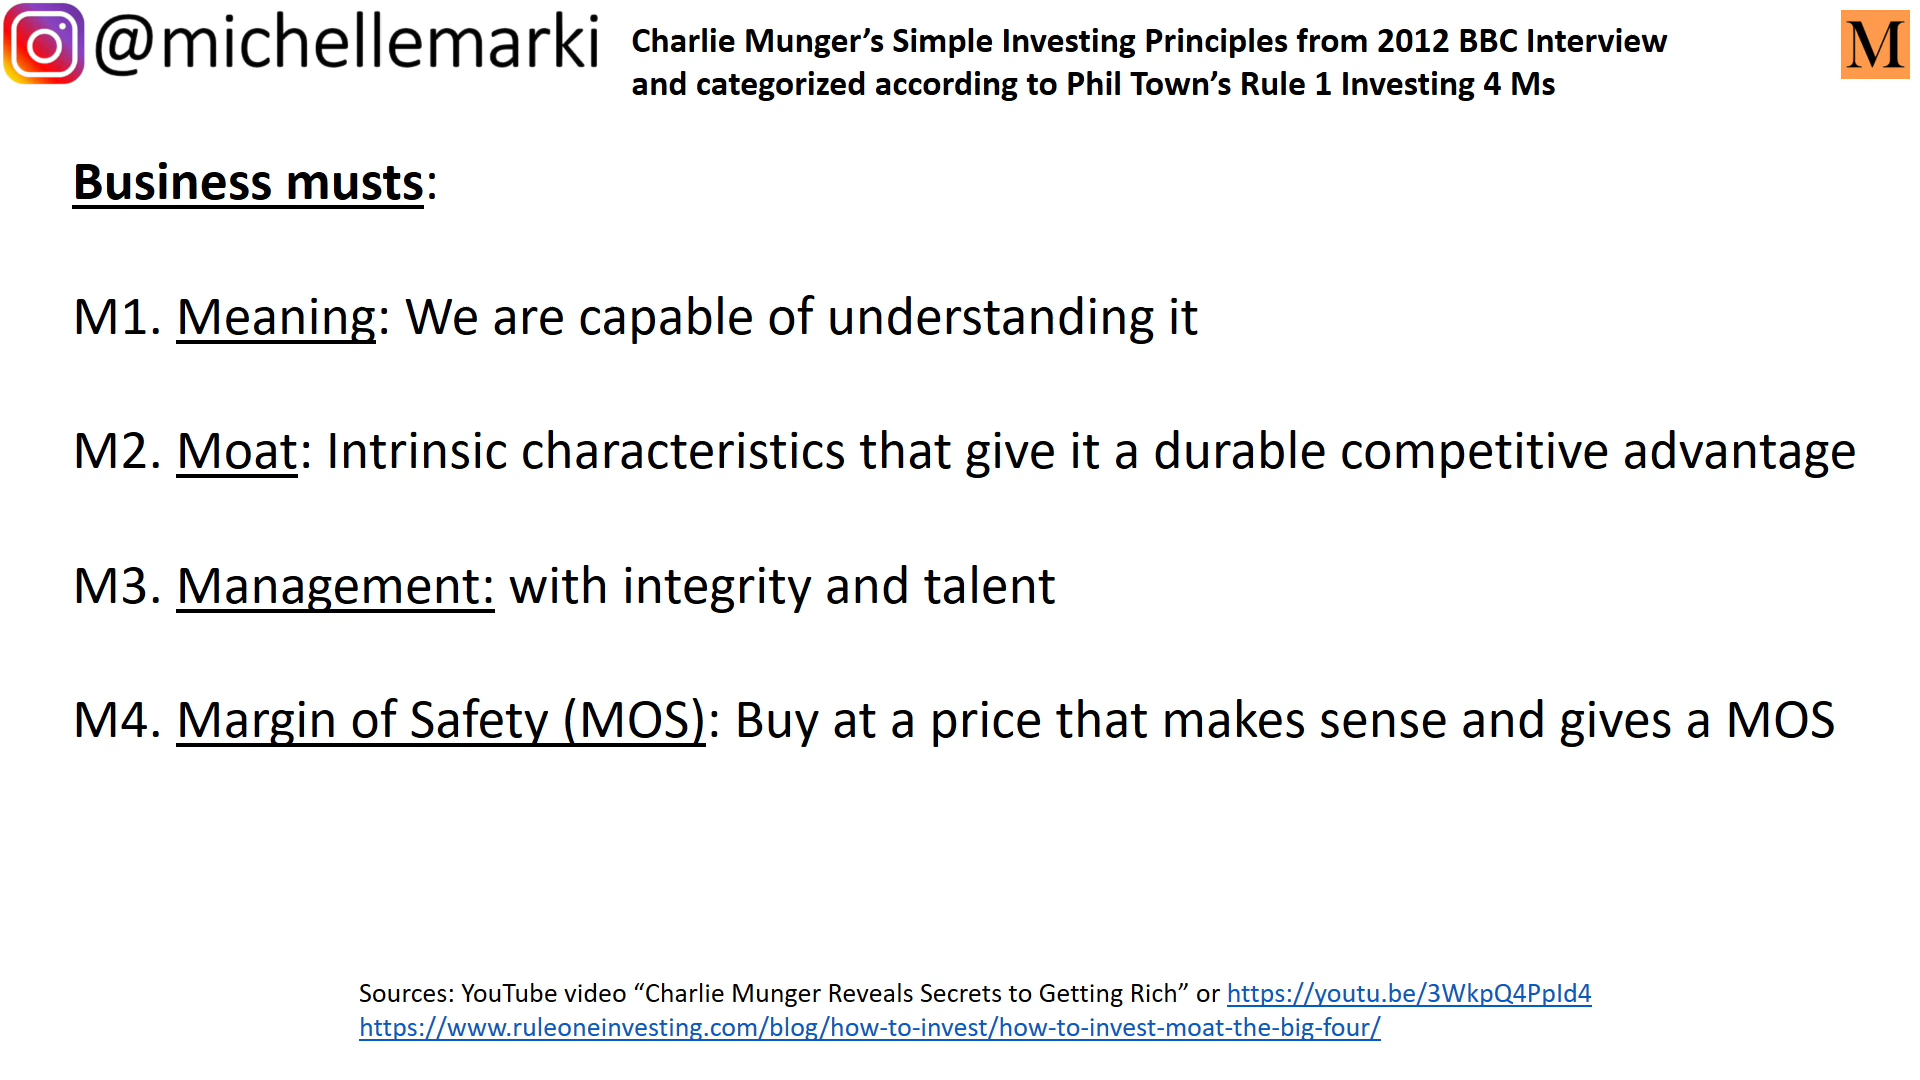 @michellemarki
Charlie Munger’s Simple Investing Principles from 2012 BBC Interview
and categorized according to Phil Town’s Rule 1 Investing 4 Ms
M
Business musts:
M1. Meaning: We are capable of understanding it
M2. Moat: Intrinsic characteristics that give it a durable competitive advantage
M3. Management: with integrity and talent
M4. Margin of Safety (MOS): Buy at a price that makes sense and gives a MOS
Sources: YouTube video “Charlie Munger Reveals Secrets to Getting Rich” or https://youtu.be/3WkpQ4PpId4
https://www.ruleoneinvesting.com/blog/how-to-invest/how-to-invest-moat-the-big-four/